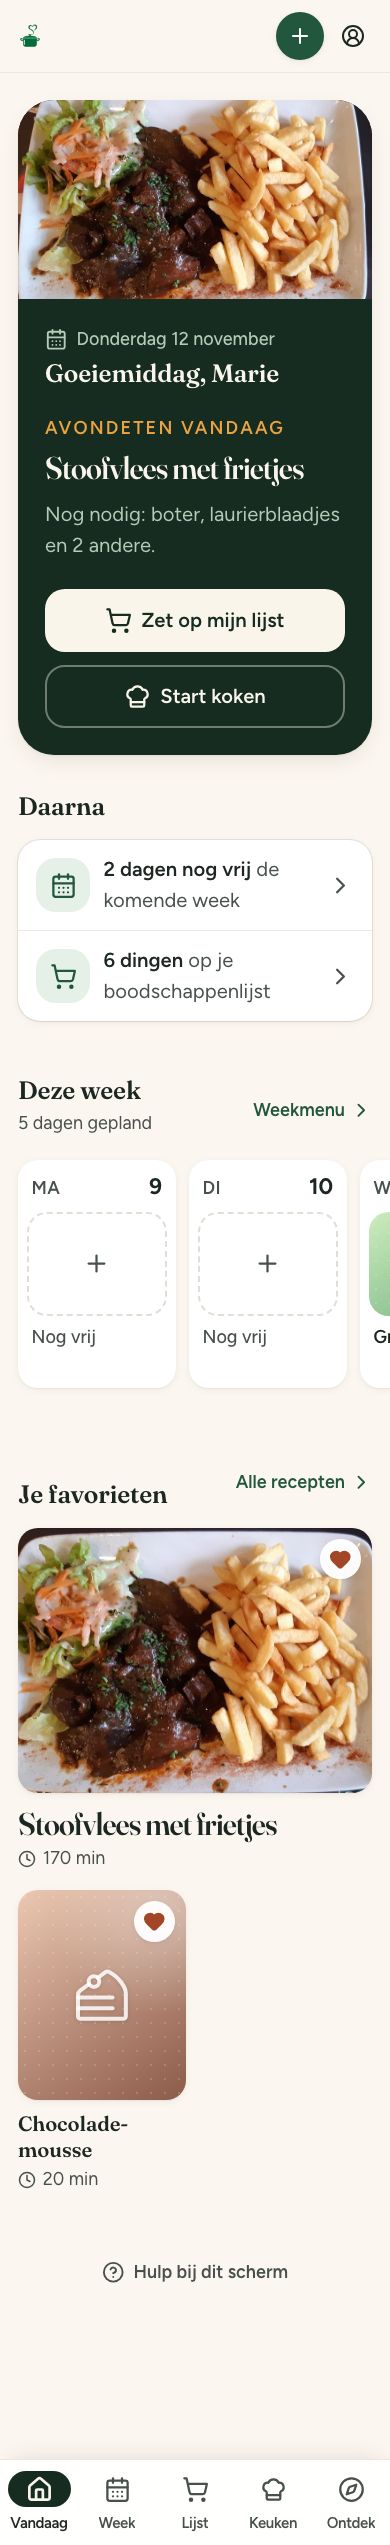 Donderdag 12 november
Goeiemiddag, Marie
AVONDETEN VANDAAG
Stoofvlees met frietjes
Nog nodig: boter, laurierblaadjes
en 2 andere.
Zet op mijn lijst
Start koken
Daarna
2 dagen nog vrij de
komende week
6 dingen op je
boodschappenlijst
Deze week
5 dagen gepland
Weekmenu
MA 9
DI 10
W
Nog vrij
Nog vrij
Gr
Alle recepten
Je favorieten
Stoofvlees met frietjes
170 min
Chocolade-
mousse
20 min
Hulp bij dit scherm
Vandaag
Week
Lijst
Keuken
Ontdek